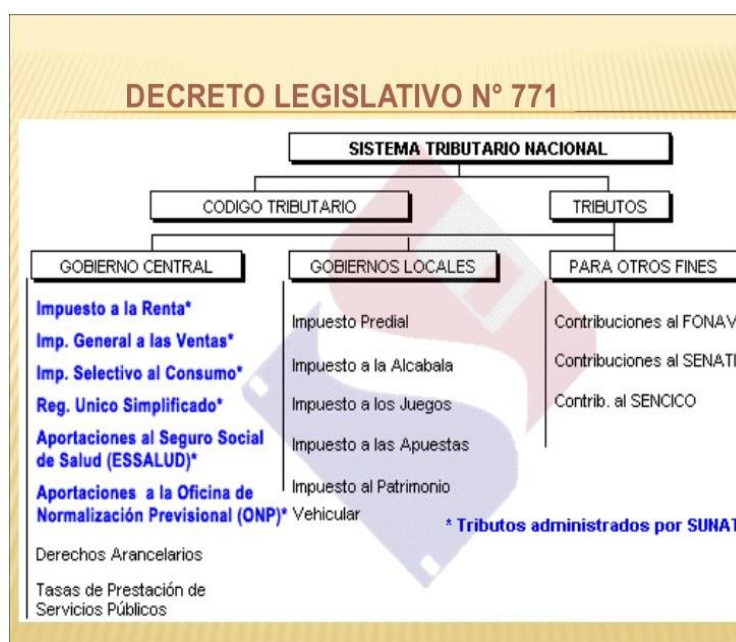 DECRETO LEGISLATIVO N° 771
SISTEMA TRIBUTARIO NACIONAL
CODIGO TRIBUTARIO
TRIBUTOS
GOBIERNO CENTRAL
Impuesto a la Renta*
Imp. General a las Ventas*
Imp. Selectivo al Consumo*
Reg. Unico Simplificado*
Aportaciones al Seguro Social
de Salud (ESSALUD)*
Aportaciones a la Oficina de
Normalización Previsional (ONP)*
Derechos Arancelarios
Tasas de Prestación de
Servicios Públicos
GOBIERNOS LOCALES
Impuesto Predial
Impuesto a la Alcabala
Impuesto a los Juegos
Impuesto a las Apuestas
Impuesto al Patrimonio
Vehicular
PARA OTROS FINES
Contribuciones al FONAV
Contribuciones al SENATI
Contrib. al SENCICO
* Tributos administrados por SUNAT